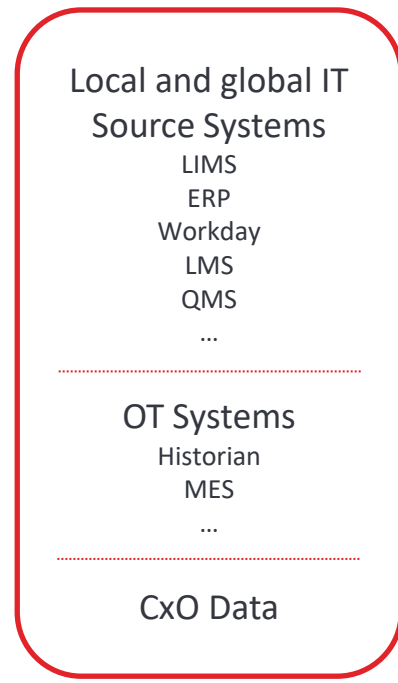 Local and global IT
Source Systems
LIMS
ERP
Workday
LMS
QMS
...
OT Systems
Historian
MES
...
CxO Data